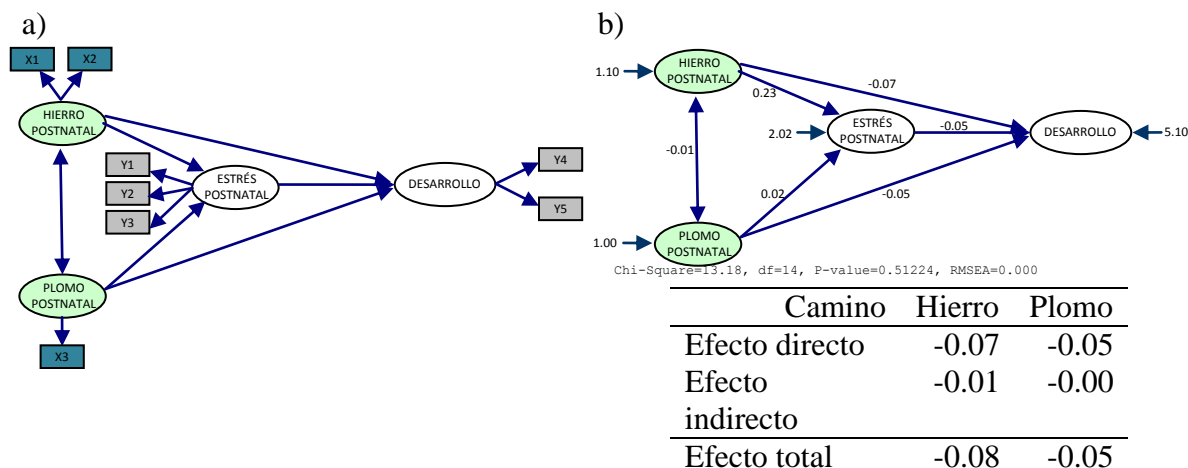 a)
X1
X2
HIERRO
POSTNATAL
Y1
Y2
Y3
ESTRÉS
POSTNATAL
DESARROLLO
Y4
Y5
PLOMO
POSTNATAL
X3
b)
HIERRO
POSTNATAL
1.10
-0.07
0.23
ESTRÉS
POSTNATAL
2.02
-0.05
DESARROLLO
5.10
-0.01
0.02
-0.05
PLOMO
POSTNATAL
1.00
Chi-Square=13.18, df=14, P-value=0.51224, RMSEA=0.000
Camino Hierro Plomo
Efecto directo -0.07 -0.05
Efecto -0.01 -0.00
indirecto
Efecto total -0.08 -0.05